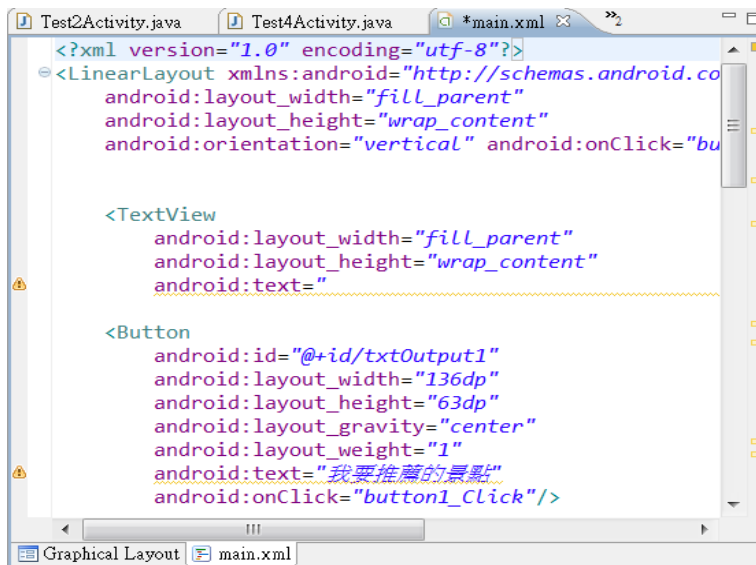 Test2Activity.java Test4Activity.java *main.xml »2
<?xml version="1.0" encoding="utf-8"?>
<LinearLayout xmlns:android="http://schemas.android.co
android:layout_width="fill_parent"
android:layout_height="wrap_content"
android:orientation="vertical" android:onClick="bu
<TextView
android:layout_width="fill_parent"
android:layout_height="wrap_content"
android:text="
<Button
android:id="@+id/txtOutput1"
android:layout_width="136dp"
android:layout_height="63dp"
android:layout_gravity="center"
android:layout_weight="1"
android:text="我要推薦的景點"
android:onClick="button1_Click"/>
Graphical Layout main.xml